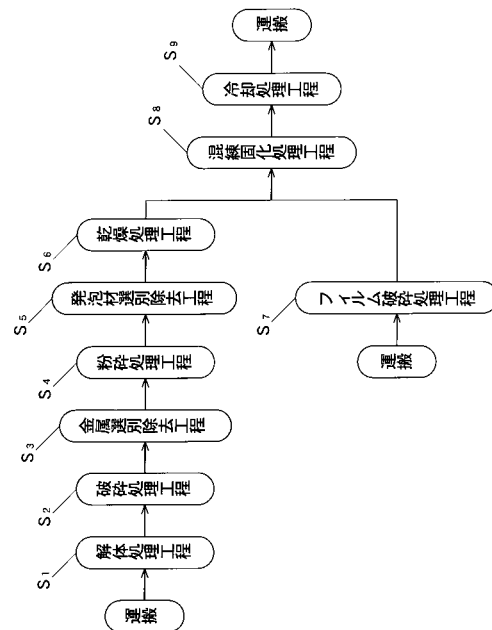 運搬
S1
解体処理工程
S2
破砕処理工程
S3
金属選別除去工程
S4
粉砕処理工程
S5
発泡材選別除去工程
S6
乾燥処理工程
運搬
S7
フィルム破砕処理工程
S8
混練固化処理工程
S9
冷却処理工程
運搬